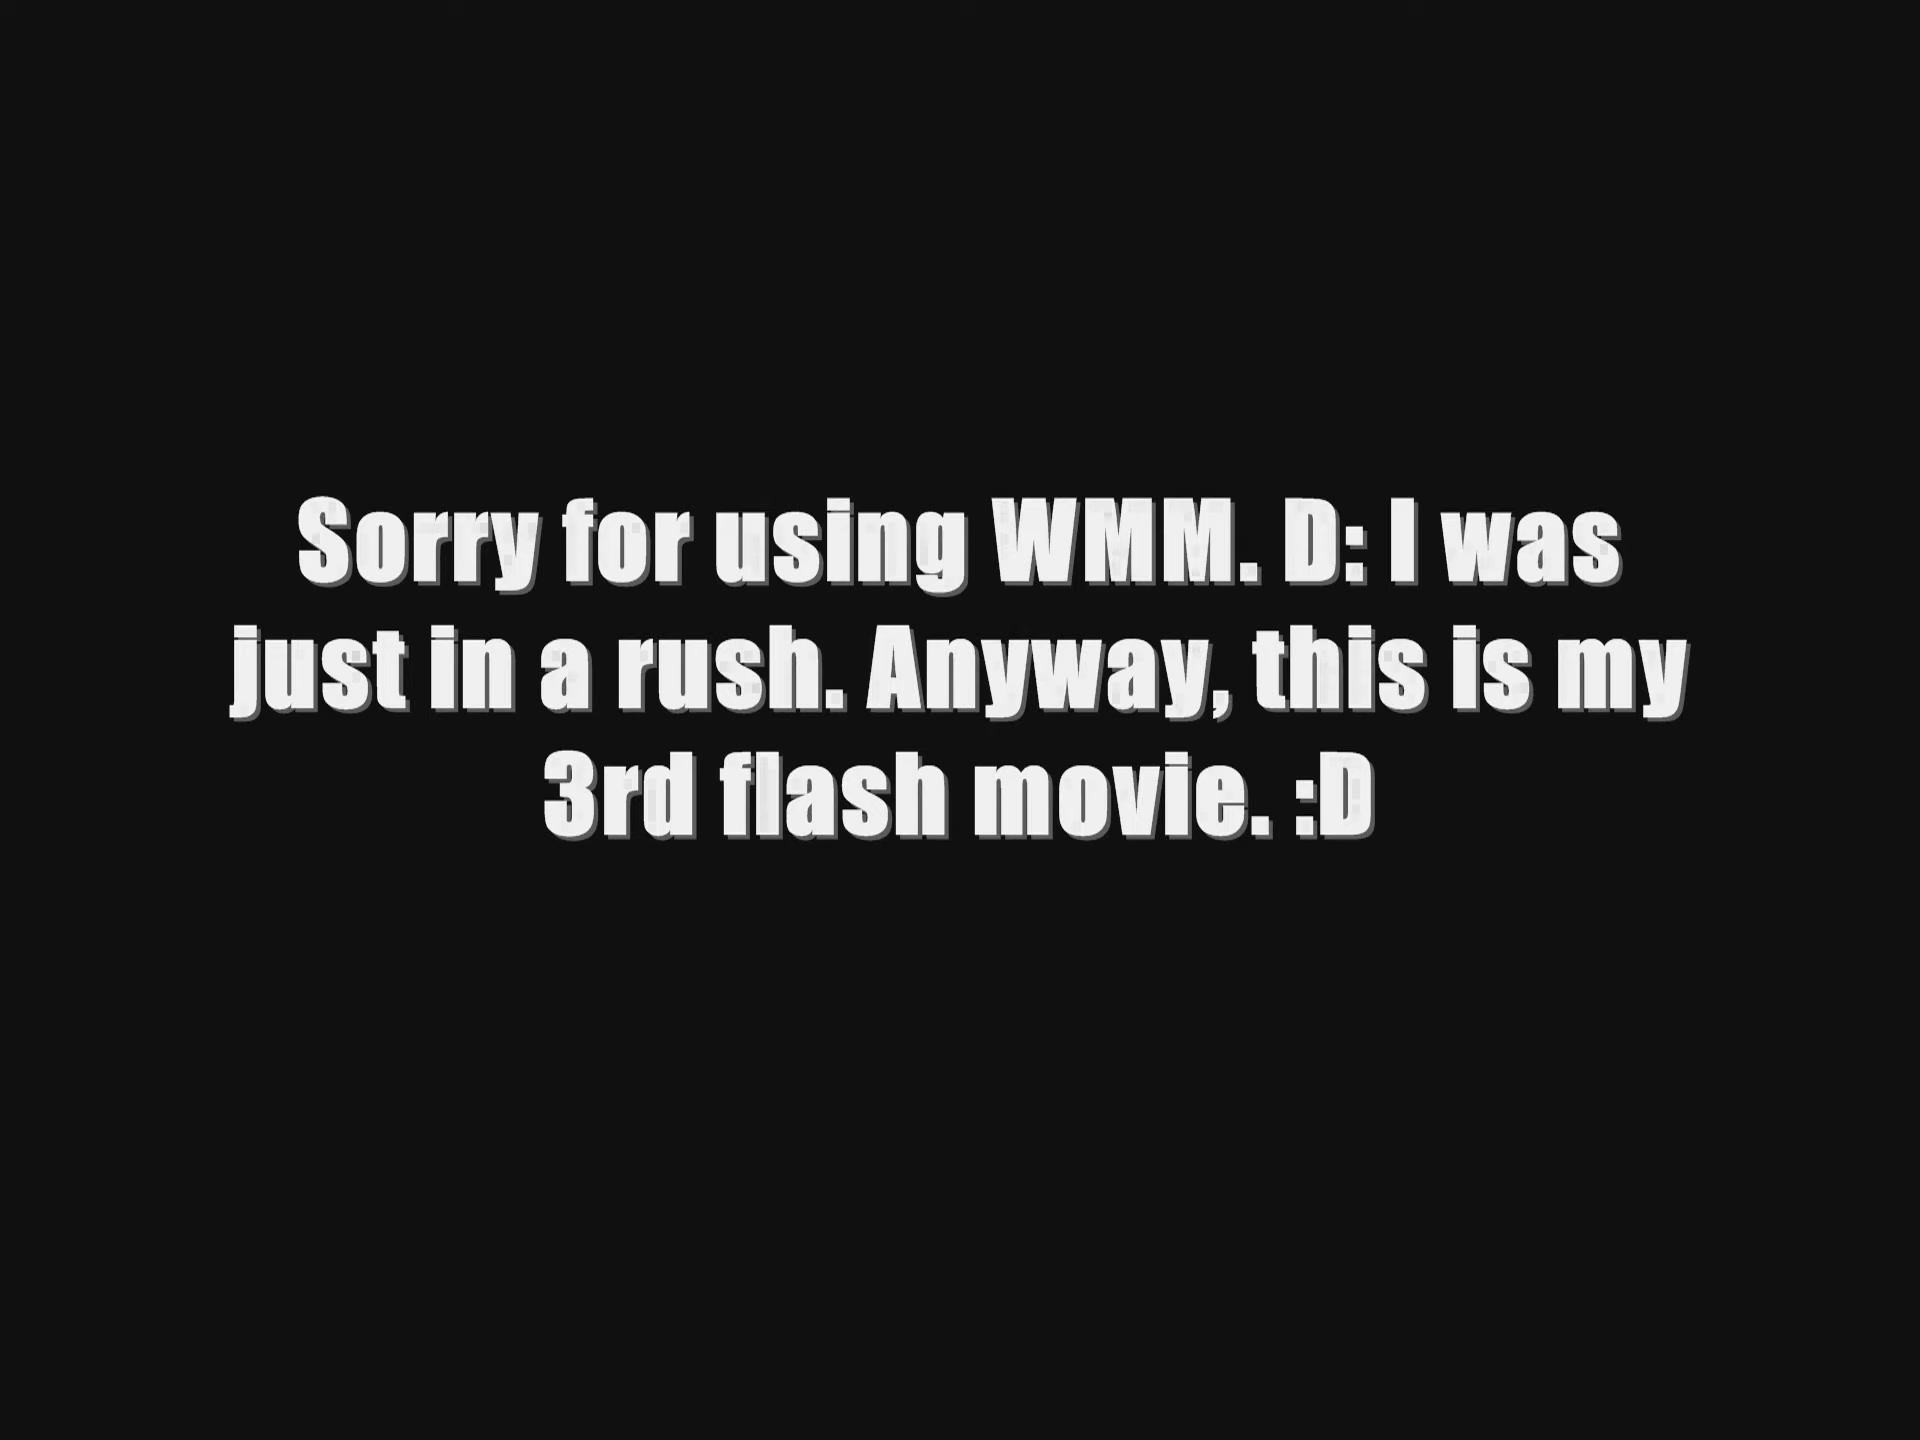 Sorry for using WMM. D: I was
just in a rush. Anyway, this is my
3rd flash movie. :D